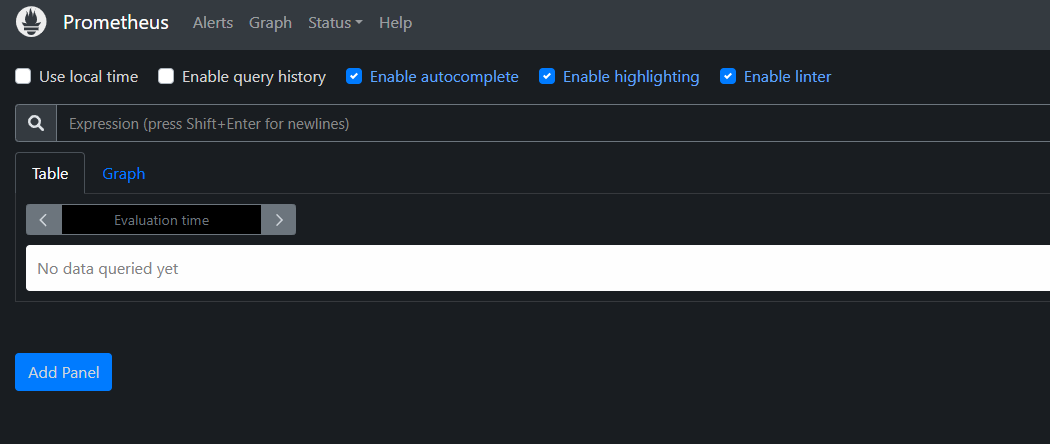 Prometheus Alerts Graph Status Help
Use local time Enable query history Enable autocomplete Enable highlighting Enable linter
Expression (press Shift+Enter for newlines)
Table Graph
Evaluation time
No data queried yet
Add Panel